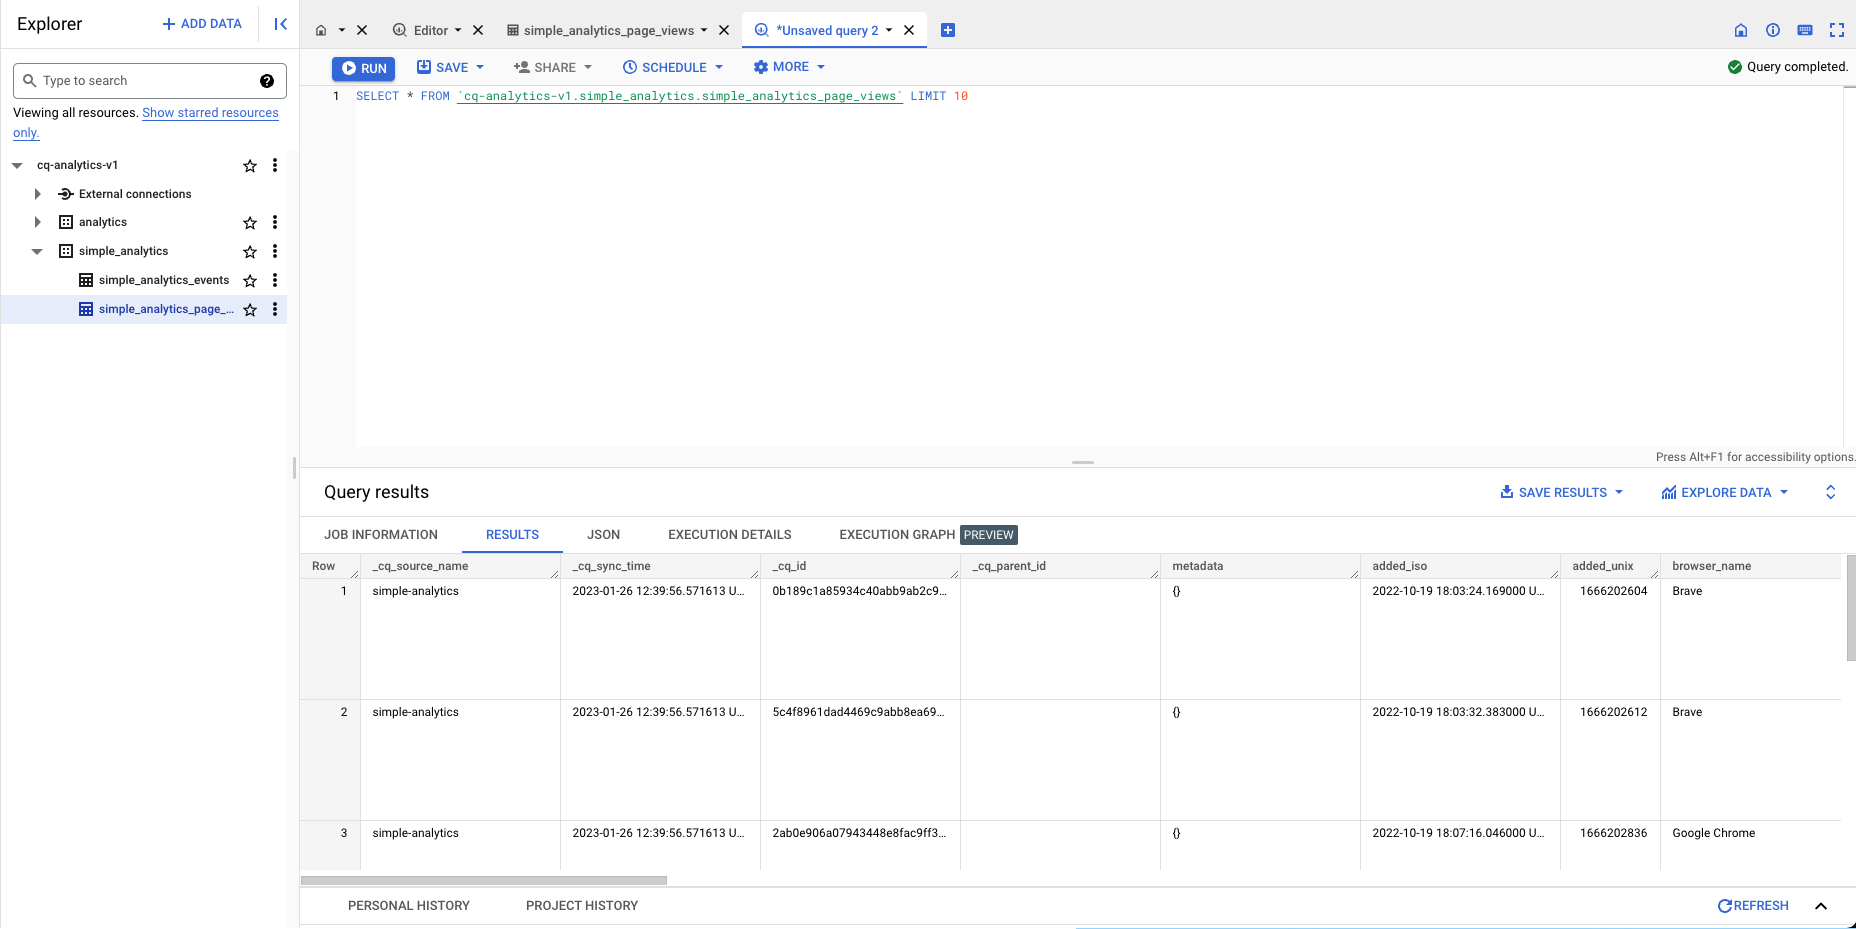 Explorer
ADD DATA
Type to search
Viewing all resources. Show starred resources
only.
cq-analytics-v1
External connections
analytics
simple_analytics
simple_analytics_events
simple_analytics_page_...
Editor
simple_analytics_page_views
*Unsaved query 2
RUN
SAVE
SHARE
SCHEDULE
MORE
Query completed.
1 SELECT * FROM `cq-analytics-v1.simple_analytics.simple_analytics_page_views` LIMIT 10
Press Alt+F1 for accessibility options.
Query results
SAVE RESULTS
EXPLORE DATA
JOB INFORMATION RESULTS JSON EXECUTION DETAILS EXECUTION GRAPH PREVIEW
Row _cq_source_name _cq_sync_time _cq_id _cq_parent_id metadata added_iso added_unix browser_name
1 simple-analytics 2023-01-26 12:39:56.571613 U... 0b189c1a85934c40abb9ab2c9... {} 2022-10-19 18:03:24.169000 U... 1666202604 Brave
2 simple-analytics 2023-01-26 12:39:56.571613 U... 5c4f8961dad4469c9abb8ea69... {} 2022-10-19 18:03:32.383000 U... 1666202612 Brave
3 simple-analytics 2023-01-26 12:39:56.571613 U... 2ab0e906a07943448e8fac9ff3... {} 2022-10-19 18:07:16.046000 U... 1666202836 Google Chrome
PERSONAL HISTORY PROJECT HISTORY REFRESH